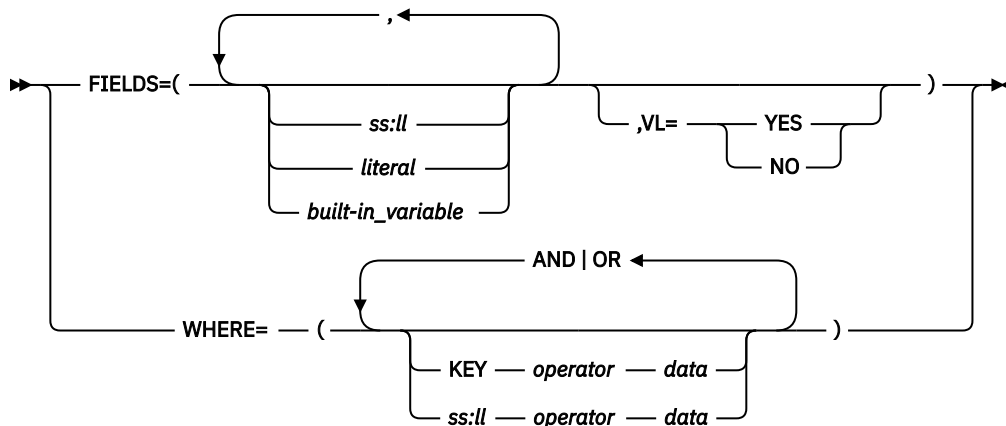 ,
FIELDS=( )
ss:ll ,VL= YES
literal NO
built-in_variable
AND | OR
WHERE= ( )
KEY operator data
ss:ll operator data